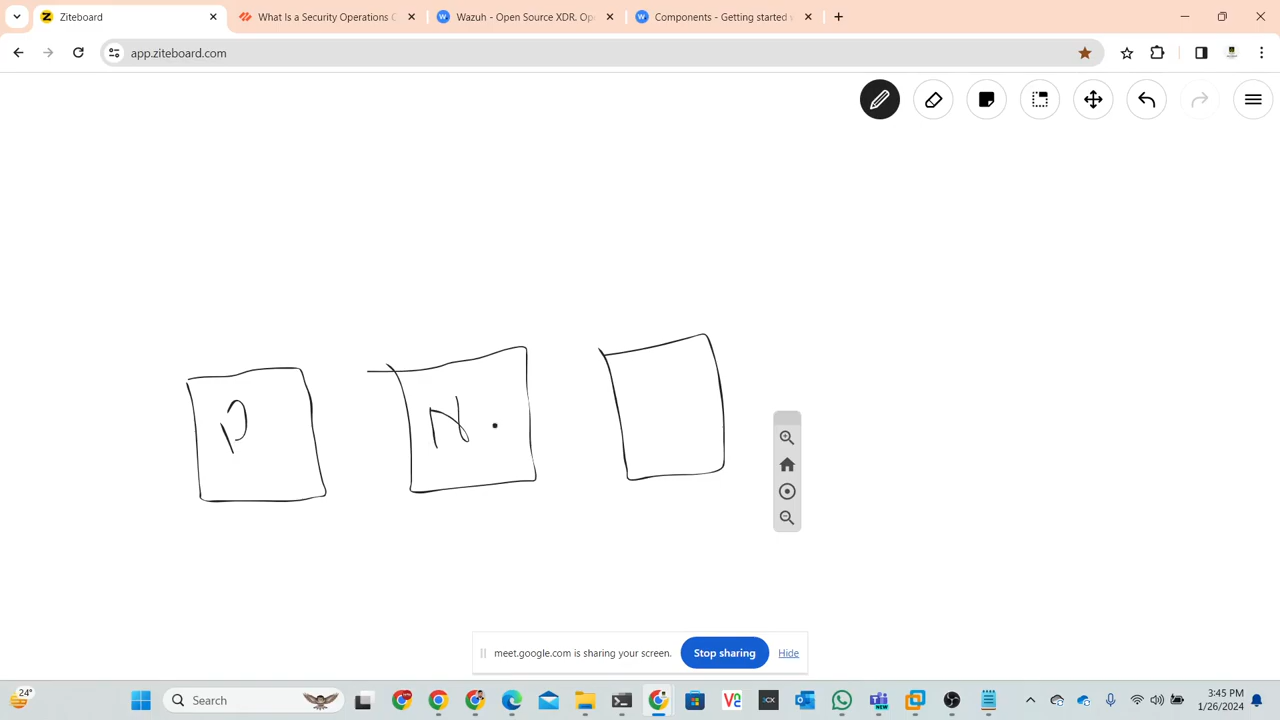 Ziteboard
What Is a Security Operations C
Wazuh - Open Source XDR. Op
Components - Getting started w
app.ziteboard.com
P
N.
meet.google.com is sharing your screen.
Stop sharing
Hide
24°
Search
3:45 PM
1/26/2024